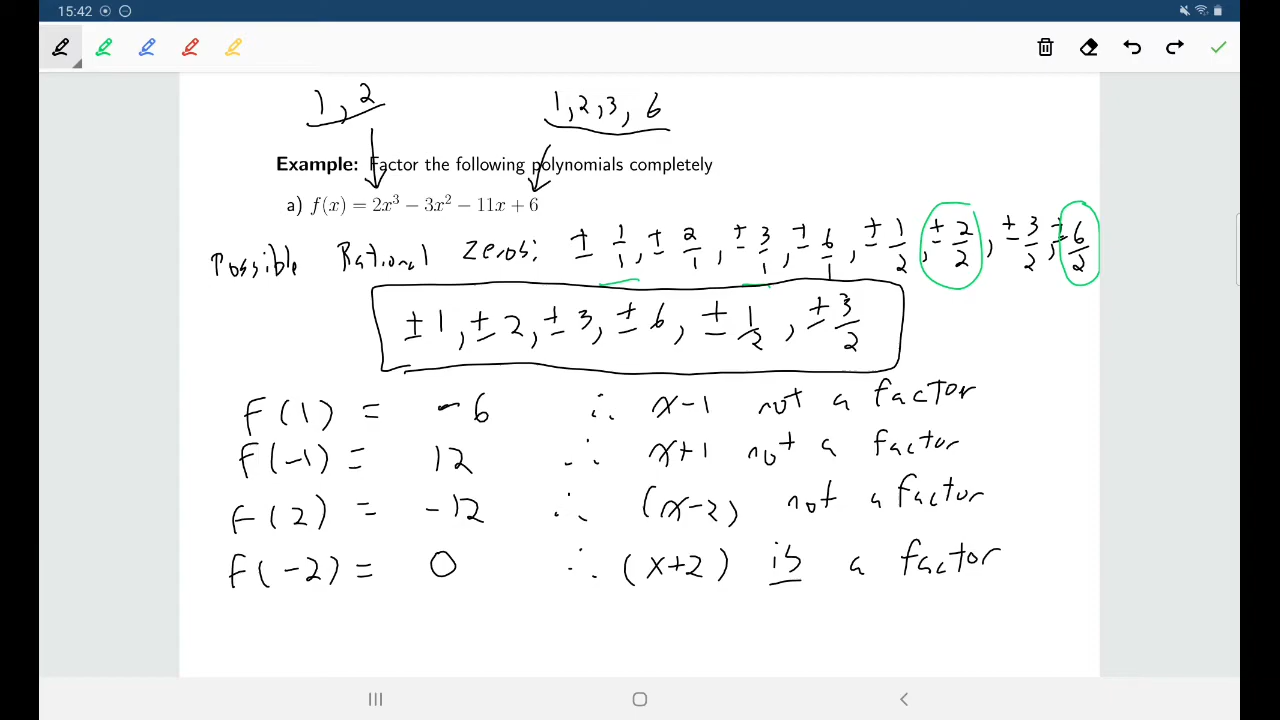 15:42
1, 2
1, 2, 3, 6
Example: Factor the following polynomials completely
a) f(x) = 2x³ − 3x² − 11x + 6
Possible Rational zeros: ± 1/1, ± 2/1, ± 3/1, ± 6/1, ± 1/2, ± 2/2, ± 3/2, ± 6/2
± 1, ± 2, ± 3, ± 6, ± 1/2, ± 3/2
F(1) = -6 ∴ x-1 not a factor
F(-1) = 12 ∴ x+1 not a factor
F(2) = -12 ∴ (x-2) not a factor
F(-2) = 0 ∴ (x+2) is a factor